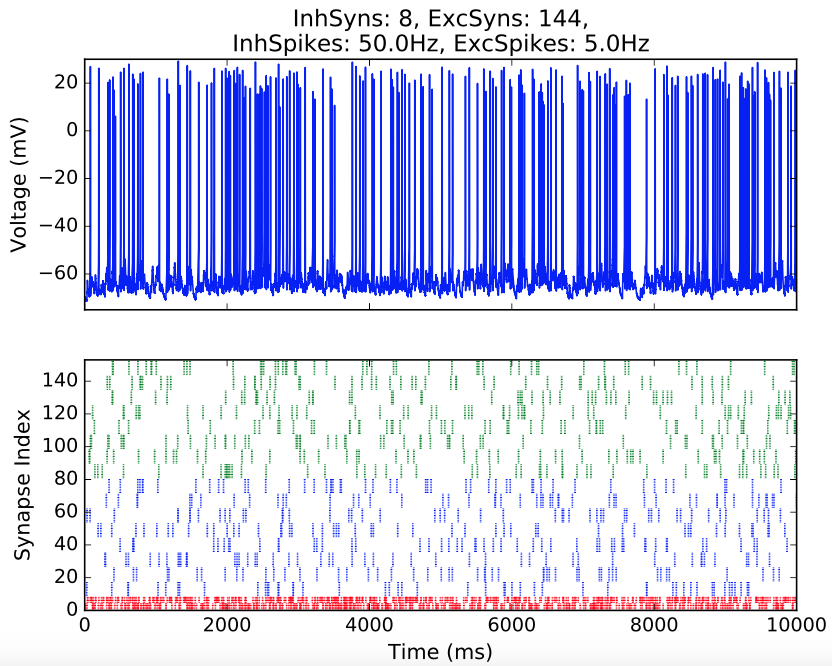 InhSyns: 8, ExcSyns: 144,
InhSpikes: 50.0Hz, ExcSpikes: 5.0Hz
Voltage (mV)
20
0
−20
−40
−60
Synapse Index
140
120
100
80
60
40
20
0
0 2000 4000 6000 8000 10000
Time (ms)